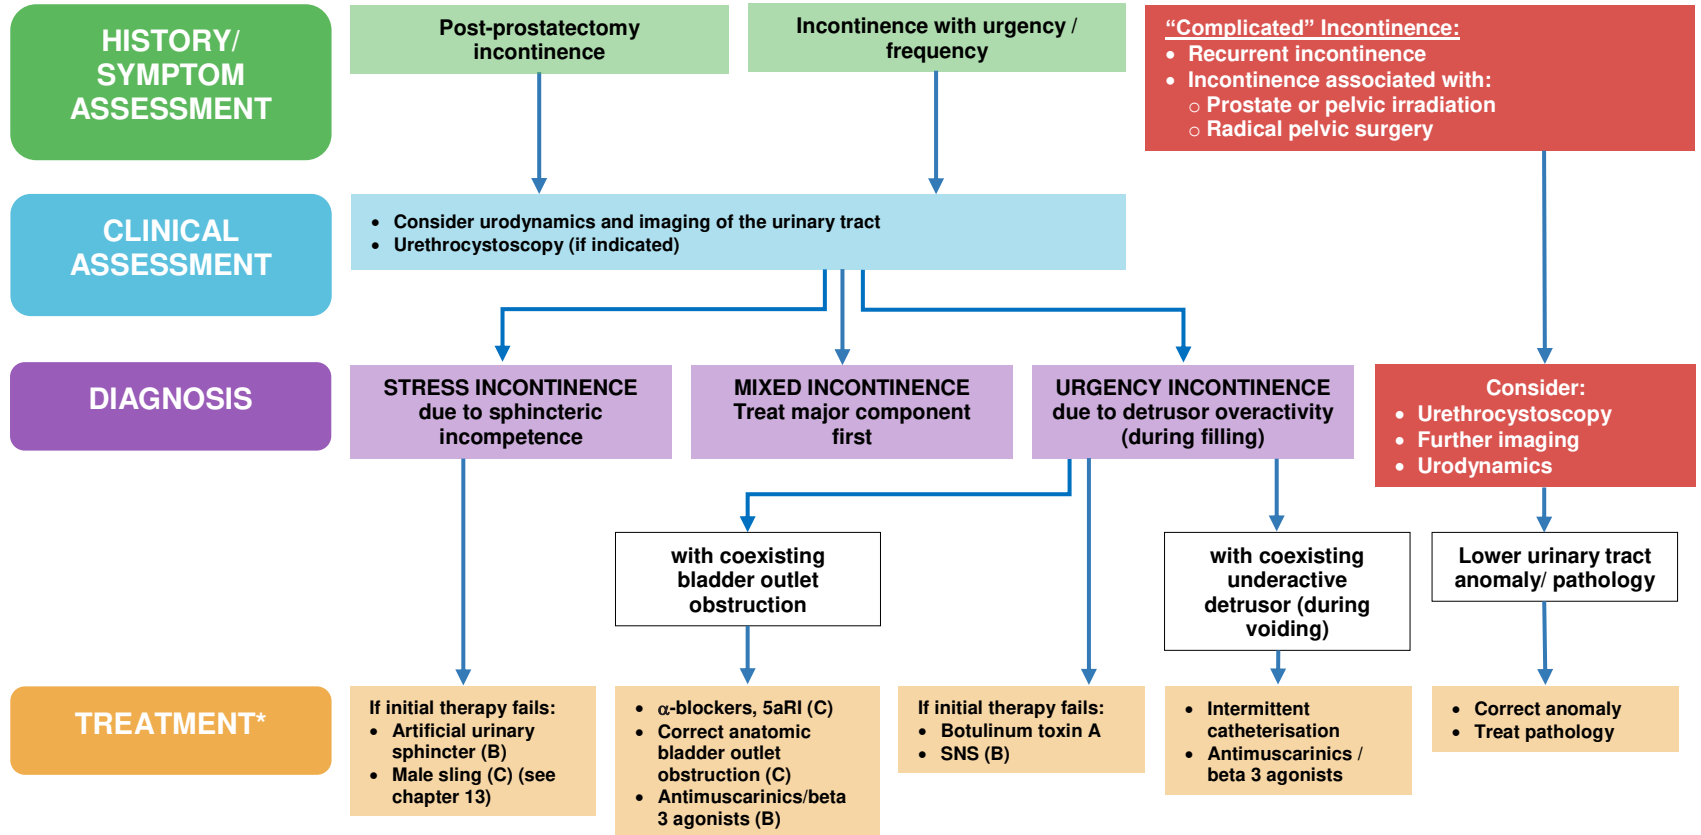 HISTORY/
SYMPTOM
ASSESSMENT
Post-prostatectomy
incontinence
Incontinence with urgency /
frequency
“Complicated” Incontinence:
• Recurrent incontinence
• Incontinence associated with:
○ Prostate or pelvic irradiation
○ Radical pelvic surgery
CLINICAL
ASSESSMENT
• Consider urodynamics and imaging of the urinary tract
• Urethrocystoscopy (if indicated)
DIAGNOSIS
STRESS INCONTINENCE
due to sphincteric
incompetence
MIXED INCONTINENCE
Treat major component
first
URGENCY INCONTINENCE
due to detrusor overactivity
(during filling)
Consider:
• Urethrocystoscopy
• Further imaging
• Urodynamics
with coexisting
bladder outlet
obstruction
with coexisting
underactive
detrusor (during
voiding)
Lower urinary tract
anomaly/ pathology
TREATMENT*
If initial therapy fails:
• Artificial urinary
sphincter (B)
• Male sling (C) (see
chapter 13)
• α-blockers, 5aRI (C)
• Correct anatomic
bladder outlet
obstruction (C)
• Antimuscarinics/beta
3 agonists (B)
If initial therapy fails:
• Botulinum toxin A
• SNS (B)
• Intermittent
catheterisation
• Antimuscarinics /
beta 3 agonists
• Correct anomaly
• Treat pathology